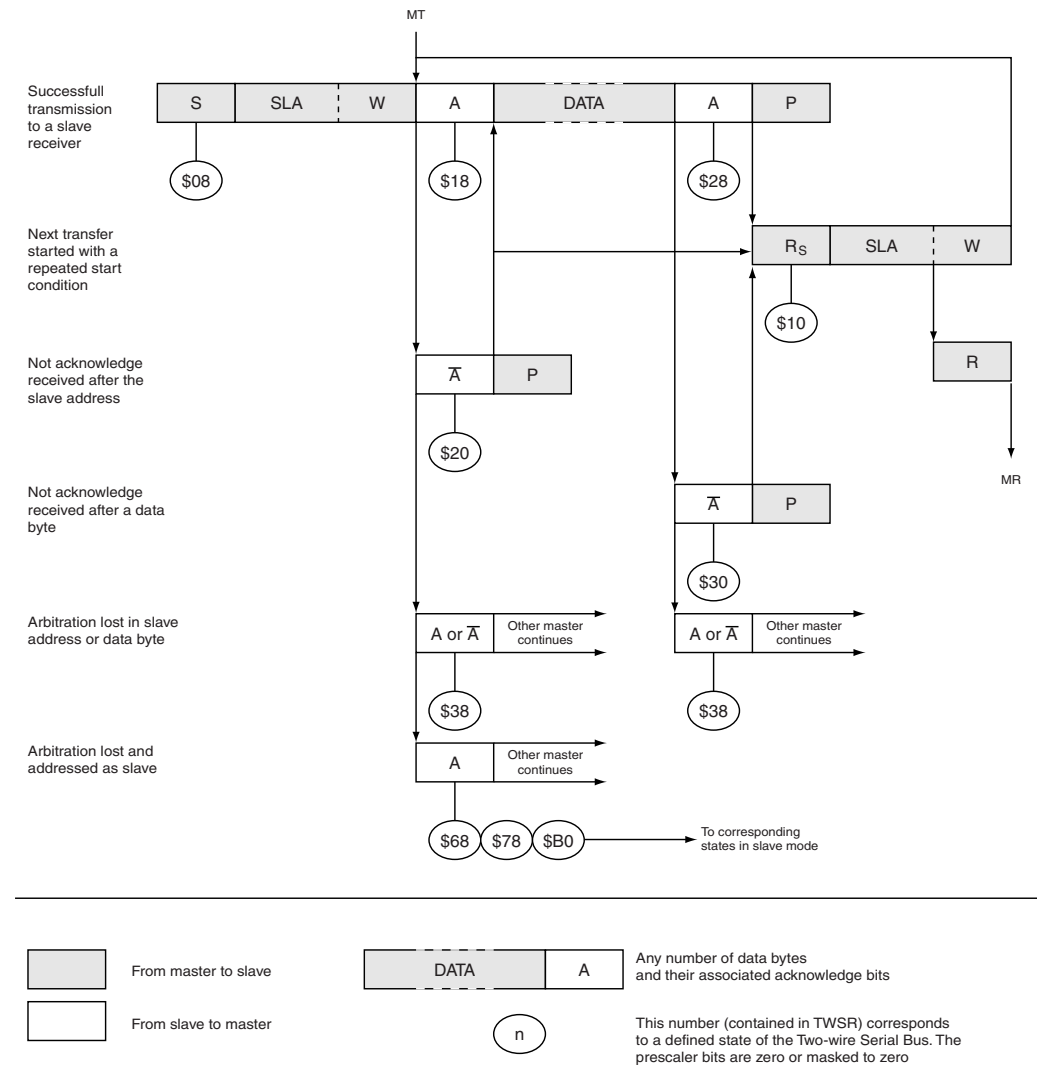 MT
Successfull
transmission
to a slave
receiver
S SLA W A DATA A P
$08 $18 $28
Next transfer
started with a
repeated start
condition
RS SLA W
$10
Not acknowledge
received after the
slave address
A̅ P
R
$20
MR
Not acknowledge
received after a data
byte
A̅ P
$30
Arbitration lost in slave
address or data byte
A or A̅ Other master
continues
A or A̅ Other master
continues
$38 $38
Arbitration lost and
addressed as slave
A Other master
continues
$68 $78 $B0
To corresponding
states in slave mode
From master to slave
DATA A
Any number of data bytes
and their associated acknowledge bits
From slave to master
n
This number (contained in TWSR) corresponds
to a defined state of the Two-wire Serial Bus. The
prescaler bits are zero or masked to zero